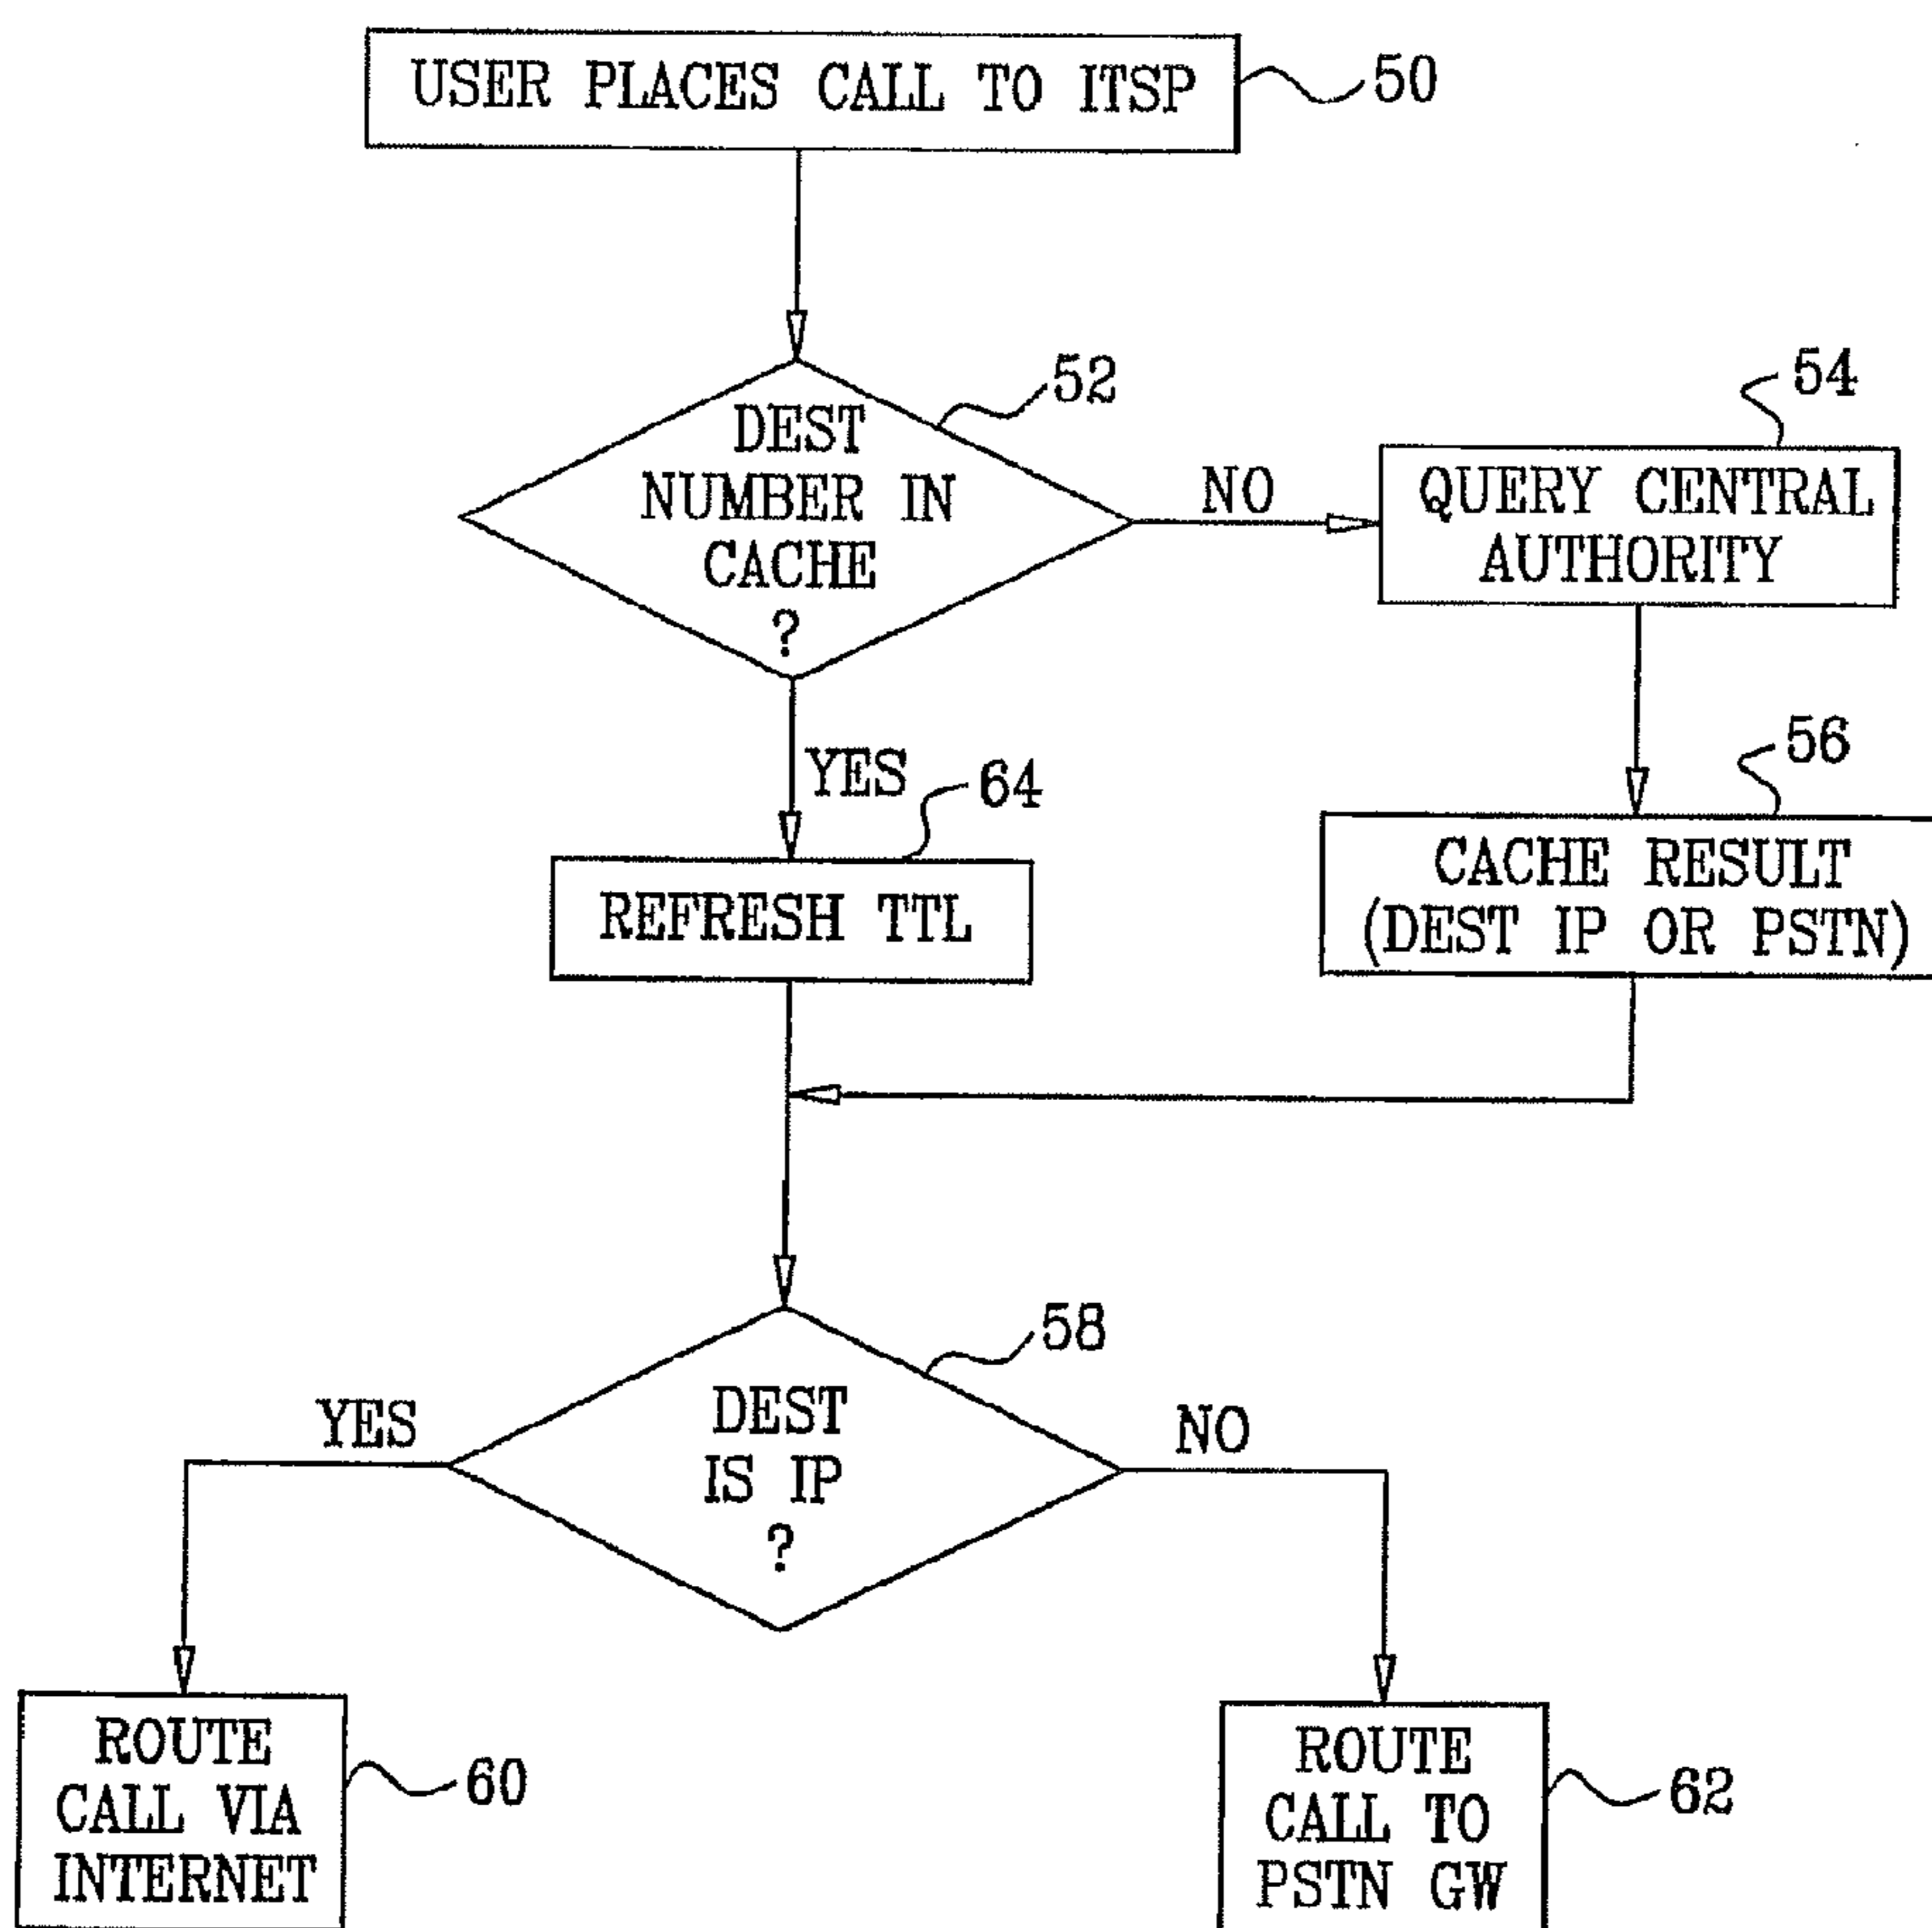 USER PLACES CALL TO ITSP
50
DEST
NUMBER IN
CACHE
?
52
NO
54
QUERY CENTRAL
AUTHORITY
YES
64
REFRESH TTL
56
CACHE RESULT
(DEST IP OR PSTN)
58
DEST
IS IP
?
YES
NO
ROUTE
CALL VIA
INTERNET
60
ROUTE
CALL TO
PSTN GW
62